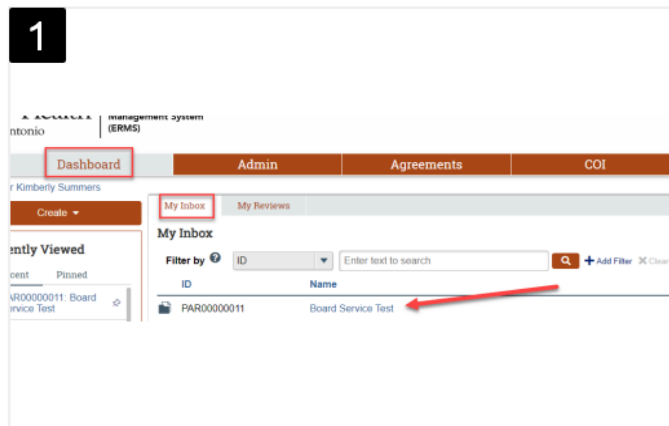 1
Health
Management System
ntonio
(ERMS)
Dashboard Admin Agreements COI
r Kimberly Summers
Create
My Inbox My Reviews
ently Viewed
My Inbox
Filter by ? ID Enter text to search + Add Filter Clear
cent Pinned
ID Name
AR00000011: Board
rvice Test
PAR00000011 Board Service Test